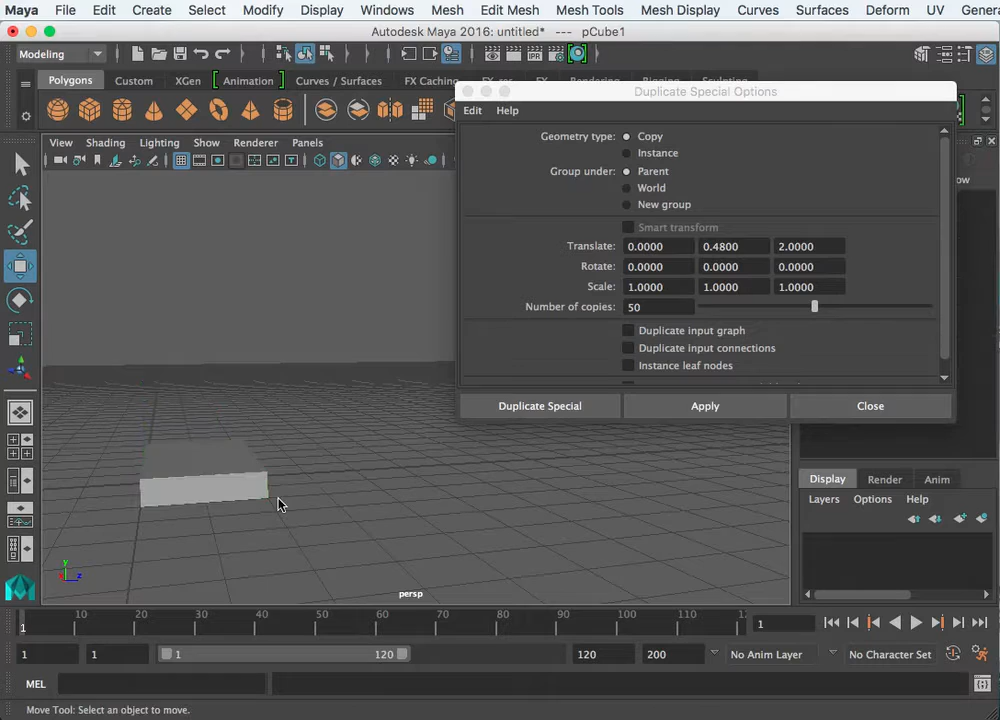 Maya File Edit Create Select Modify Display Windows Mesh Edit Mesh Mesh Tools Mesh Display Curves Surfaces Deform UV Genera
Autodesk Maya 2016: untitled* --- pCube1
Modeling
IPR
Polygons Custom XGen Animation Curves / Surfaces FX Caching
Duplicate Special Options
Edit Help
View Shading Lighting Show Renderer Panels
Geometry type: Copy
Instance
Group under: Parent
World
New group
Smart transform
Translate: 0.0000 0.4800 2.0000
Rotate: 0.0000 0.0000 0.0000
Scale: 1.0000 1.0000 1.0000
Number of copies: 50
Duplicate input graph
Duplicate input connections
Instance leaf nodes
Duplicate Special Apply Close
Display Render Anim
Layers Options Help
y
z
persp
1 10 20 30 40 50 60 70 80 90 100 110 12
1
1 1 1 120 120 200 No Anim Layer No Character Set
MEL
Move Tool: Select an object to move.